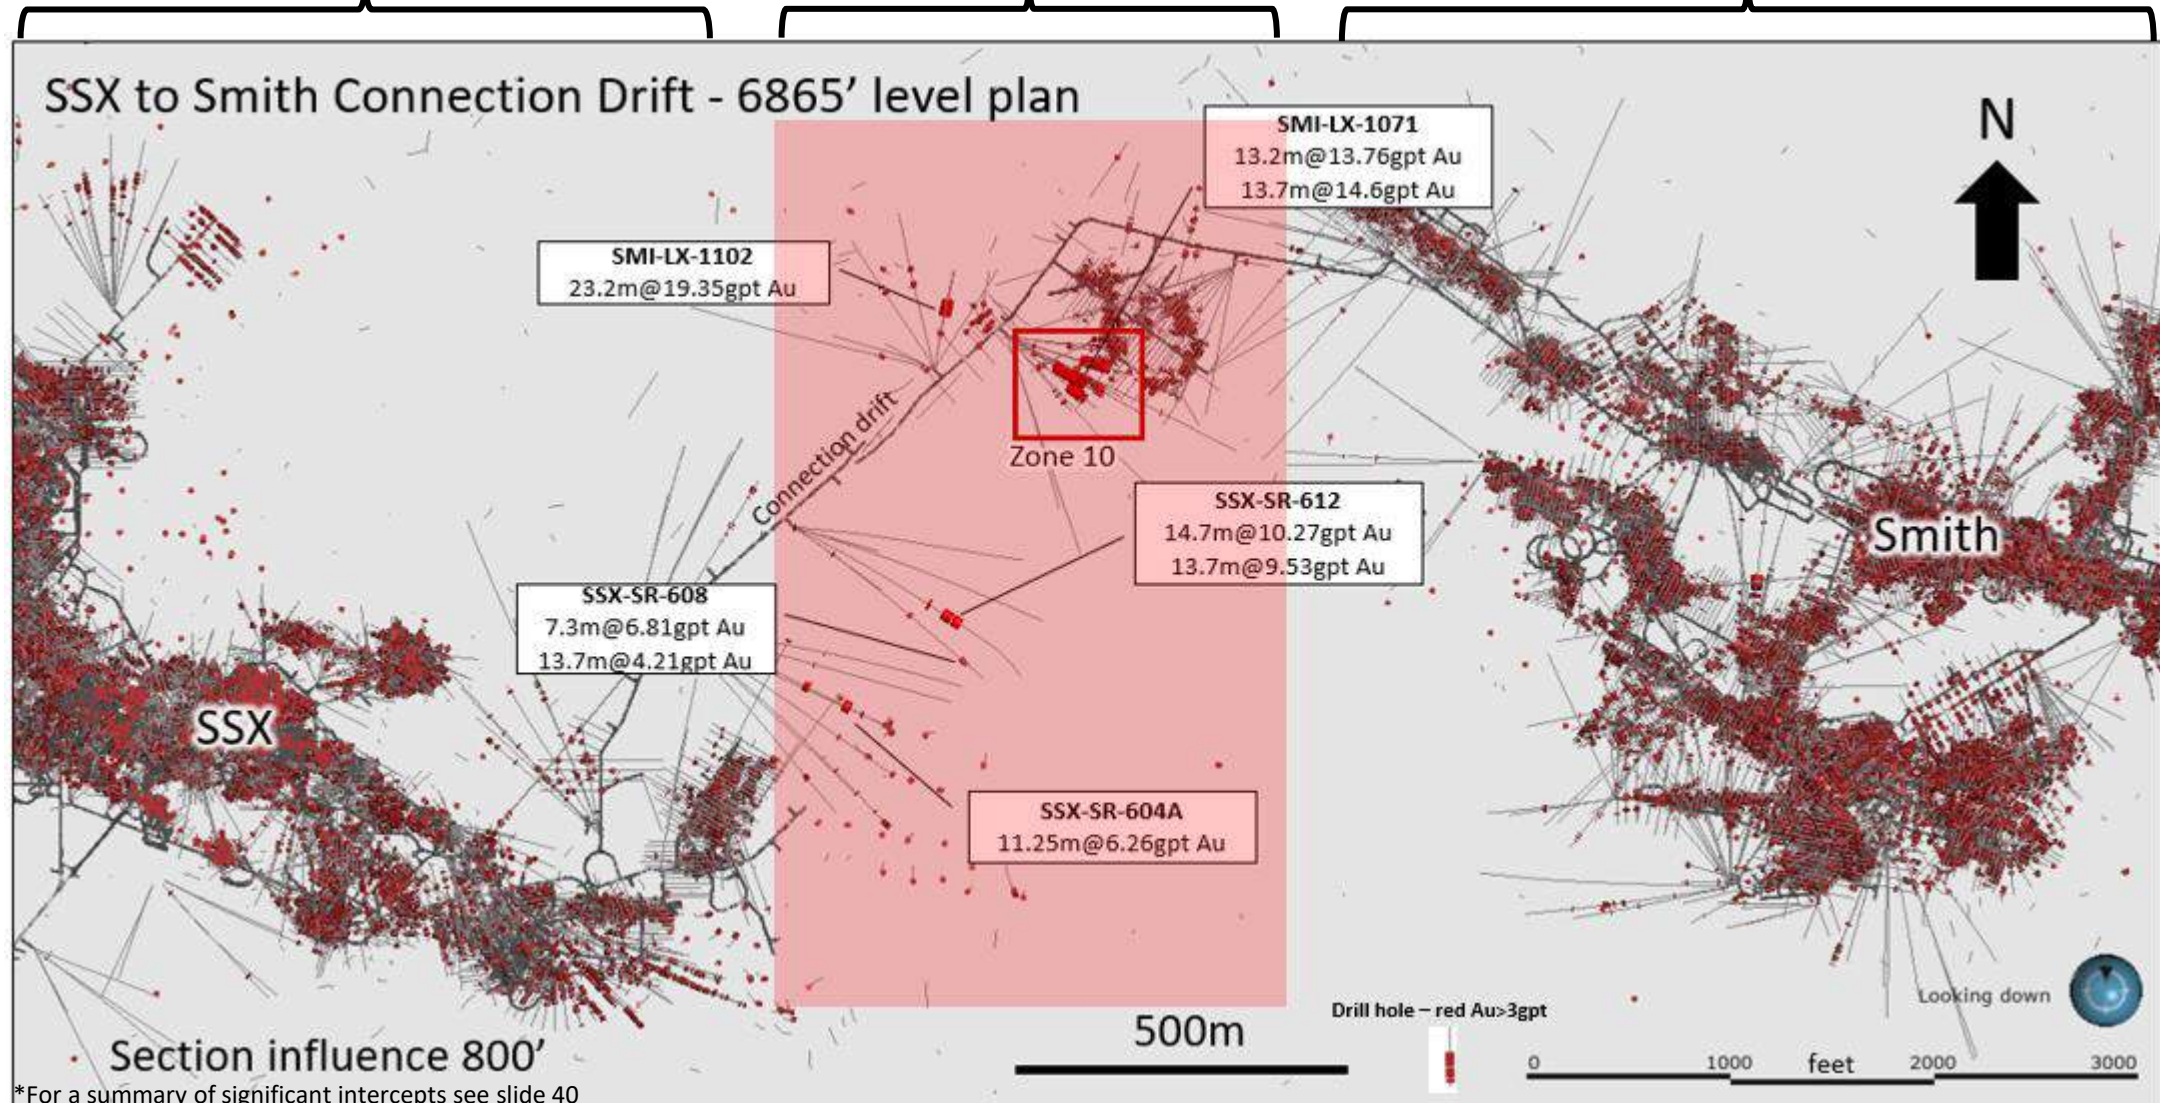 SSX to Smith Connection Drift - 6865’ level plan
N
SMI-LX-1071
13.2m@13.76gpt Au
13.7m@14.6gpt Au
SMI-LX-1102
23.2m@19.35gpt Au
Connection drift
Zone 10
SSX-SR-612
14.7m@10.27gpt Au
13.7m@9.53gpt Au
Smith
SSX-SR-608
7.3m@6.81gpt Au
13.7m@4.21gpt Au
SSX
SSX-SR-604A
11.25m@6.26gpt Au
Looking down
Drill hole – red Au>3gpt
500m
Section influence 800’
0 1000 feet 2000 3000
*For a summary of significant intercepts see slide 40